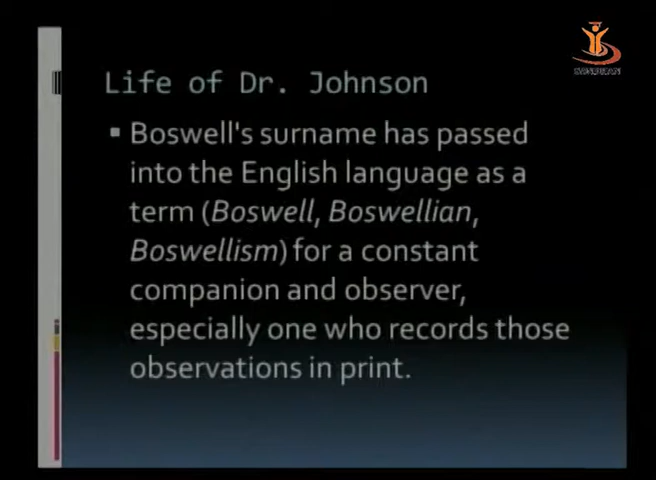 Life of Dr. Johnson
Boswell's surname has passed
into the English language as a
term (Boswell, Boswellian,
Boswellism) for a constant
companion and observer,
especially one who records those
observations in print.